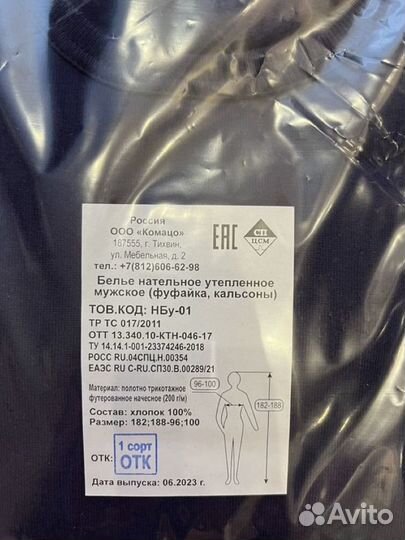 Россия
ООО «Комацо»
187555, г. Тихвин,
ул. Мебельная, д. 2
тел.: +7(812)606-62-98
ЕАС
СП
ЦСМ
Белье нательное утепленное
мужское (фуфайка, кальсоны)
ТОВ.КОД: НБу-01
ТР ТС 017/2011
ОТТ 13.340.10-КТН-046-17
ТУ 14.14.1-001-23374246-2018
РОСС RU.04СПЦ.Н.00354
ЕАЭС RU С-RU.СП30.В.00289/21
Материал: полотно трикотажное
футерованное начесное (200 г/м)
Состав: хлопок 100%
Размер: 182;188-96;100
96-100
182-188
ОТК:
1 сорт
ОТК
Дата выпуска: 06.2023 г.
Avito